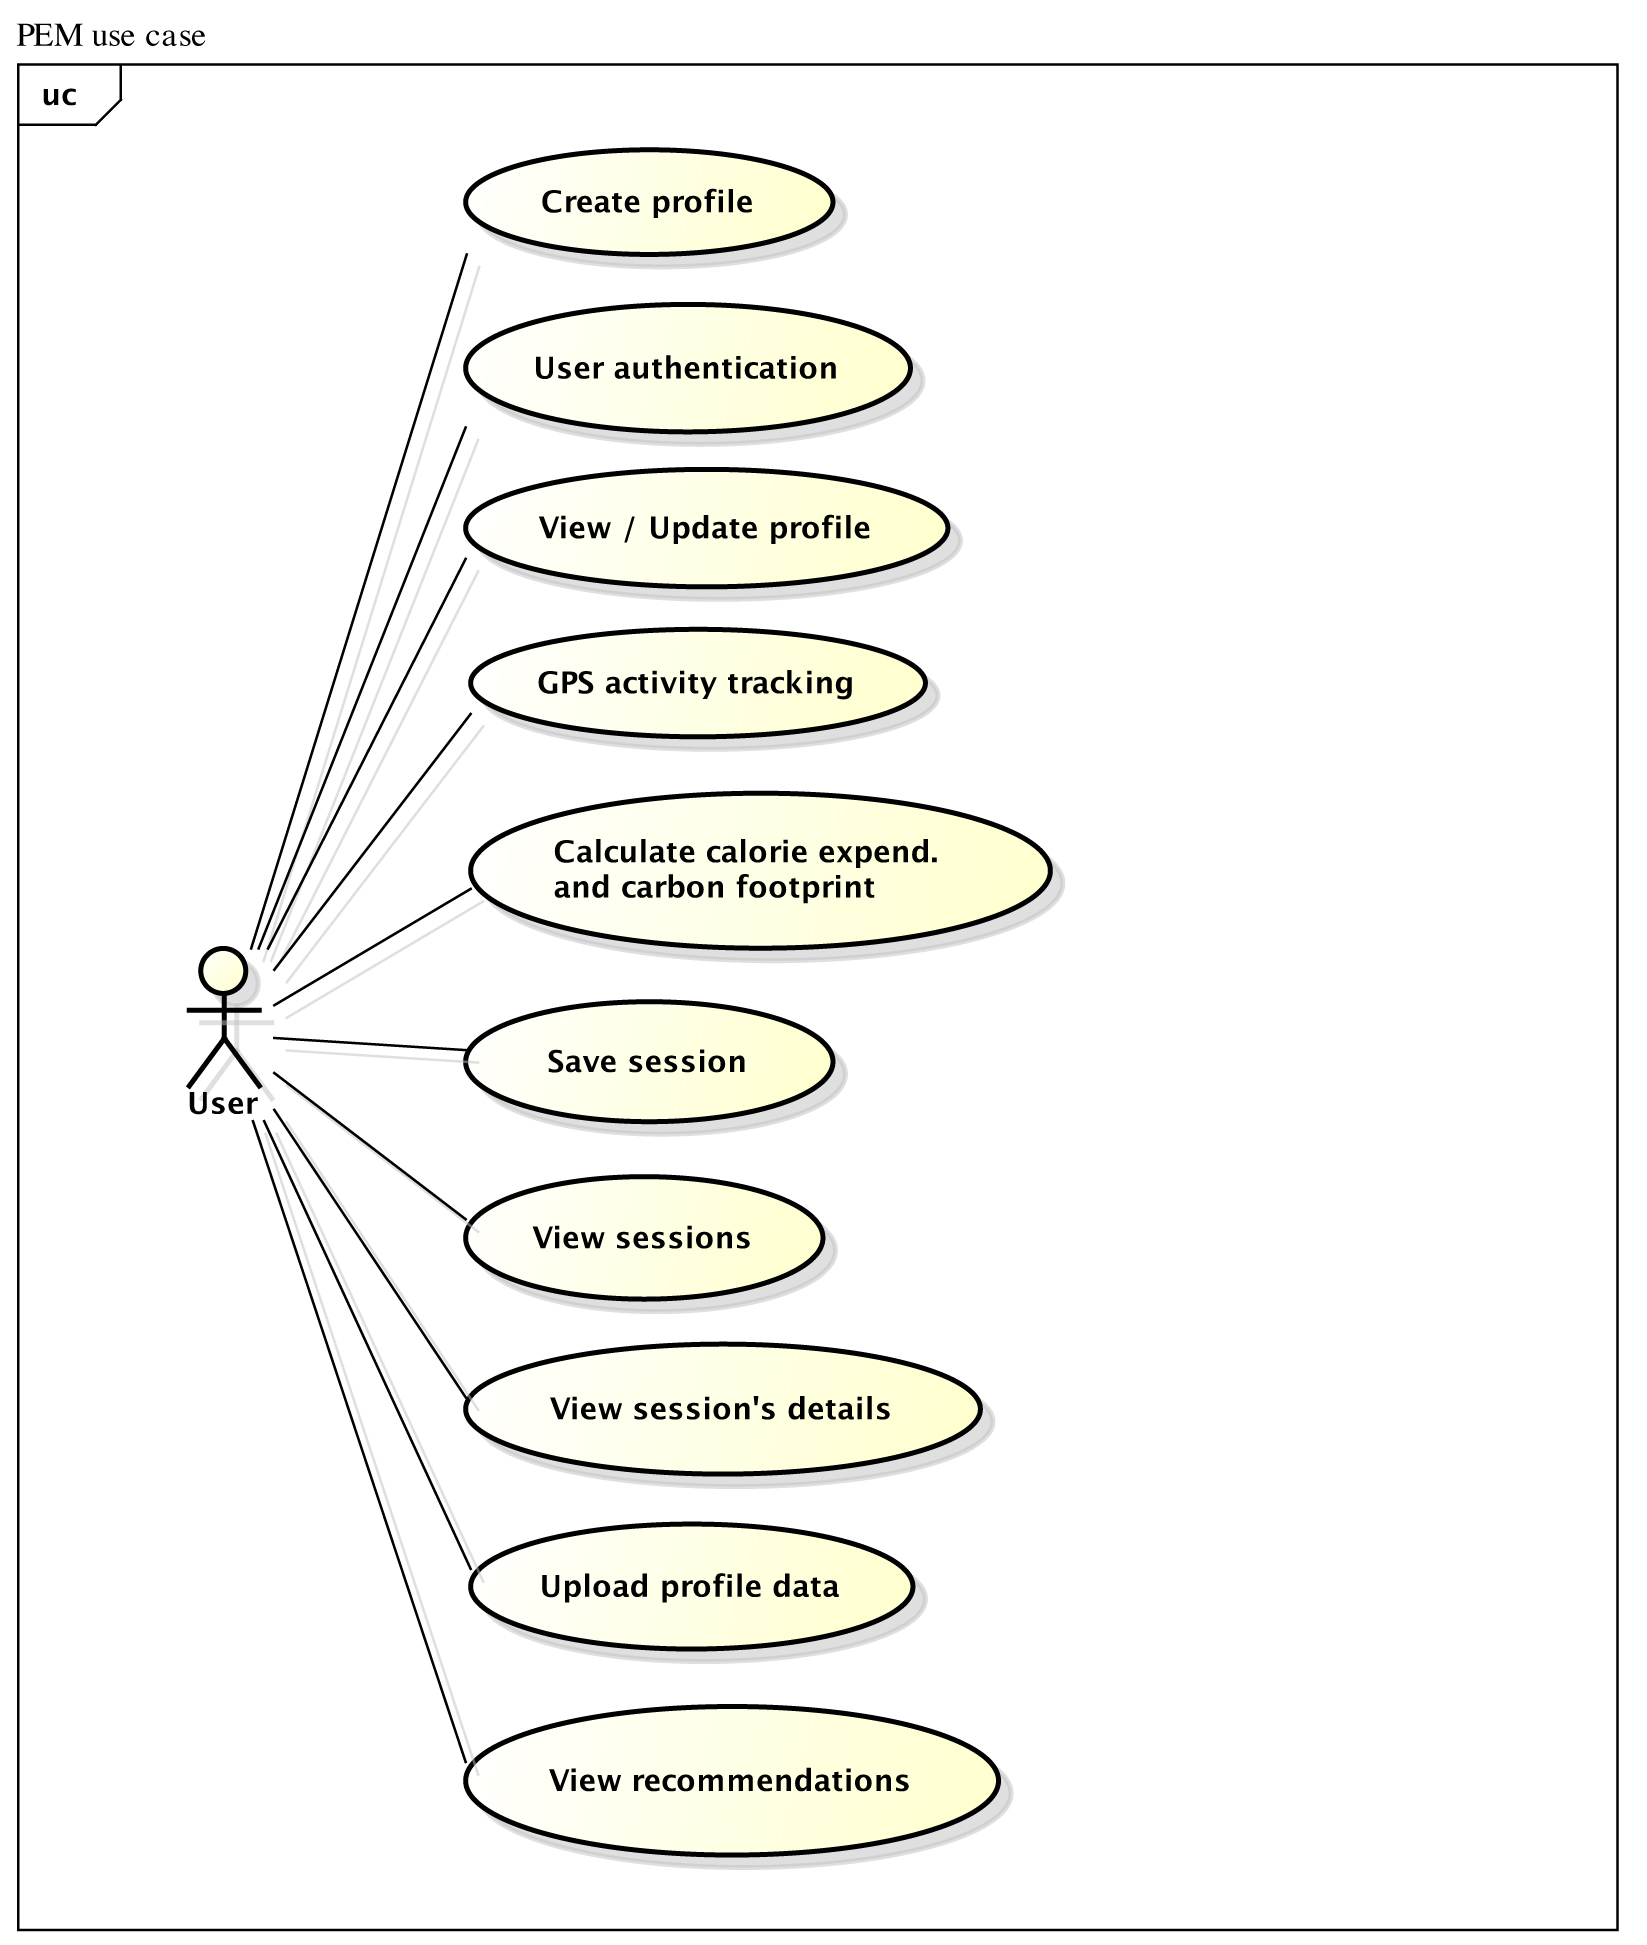 PEM use case
uc
Create profile
User authentication
View / Update profile
GPS activity tracking
Calculate calorie expend.
and carbon footprint
Save session
User
View sessions
View session's details
Upload profile data
View recommendations